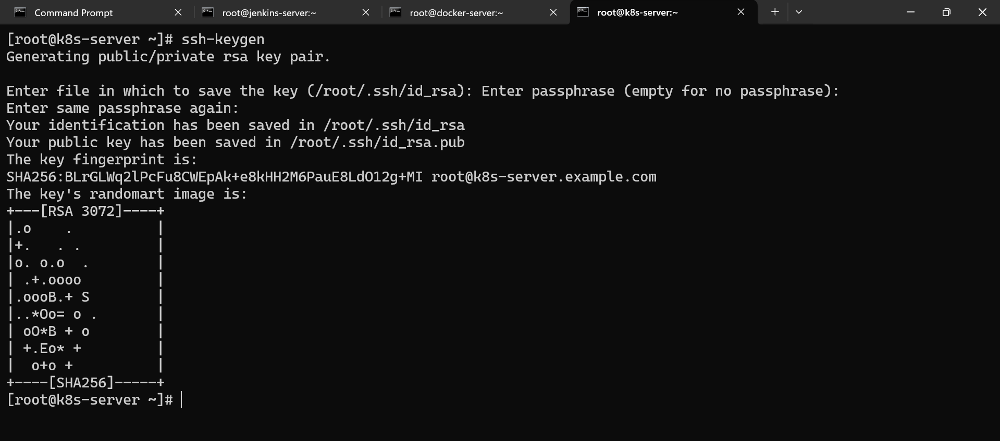 Command Prompt
root@jenkins-server:~
root@docker-server:~
root@k8s-server:~
[root@k8s-server ~]# ssh-keygen
Generating public/private rsa key pair.
Enter file in which to save the key (/root/.ssh/id_rsa): Enter passphrase (empty for no passphrase):
Enter same passphrase again:
Your identification has been saved in /root/.ssh/id_rsa
Your public key has been saved in /root/.ssh/id_rsa.pub
The key fingerprint is:
SHA256:BLrGLWq2lPcFu8CWEpAk+e8kHH2M6PauE8LdO12g+MI root@k8s-server.example.com
The key's randomart image is:
+---[RSA 3072]----+
|.o    .          |
|+.   . .         |
|o. o.o  .        |
| .+.oooo         |
|.oooB.+ S        |
|..*Oo= o .       |
| oO*B + o        |
| +.Eo* +         |
|  o+o +          |
+----[SHA256]-----+
[root@k8s-server ~]#